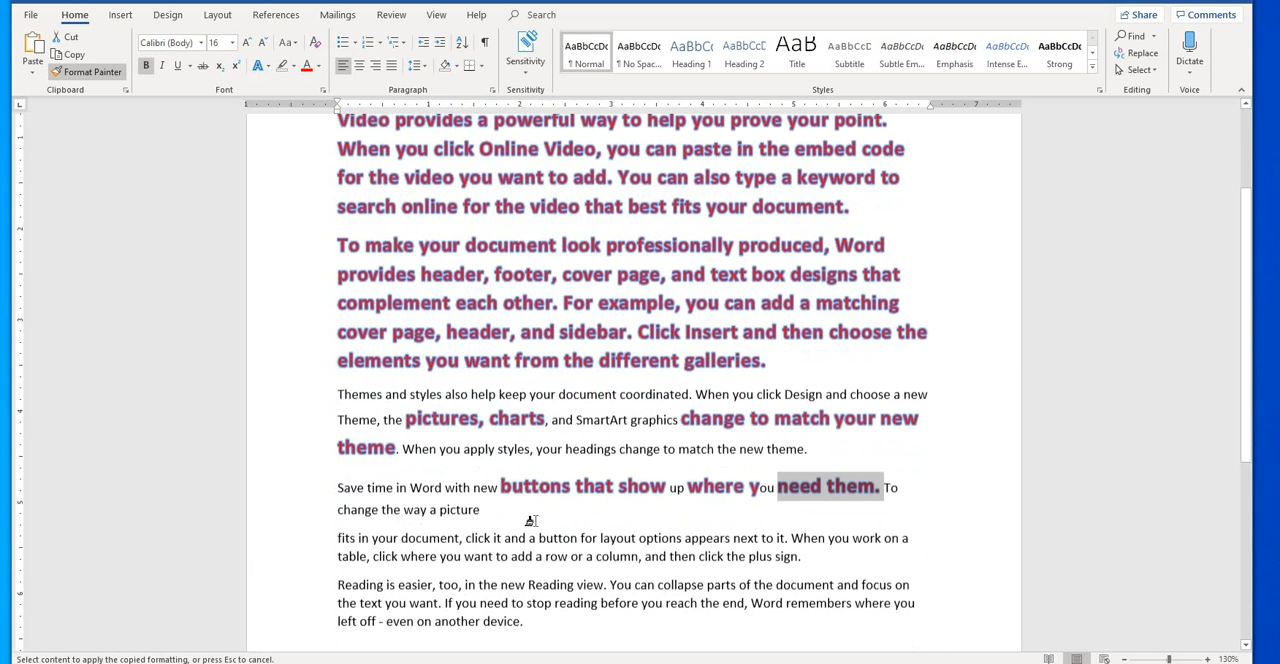 File Home Insert Design Layout References Mailings Review View Help Search Share Comments
Cut
Copy
Format Painter
Paste
Calibri (Body) 16 Aa
Sensitivity
AaBbCcDc AaBbCcDc AaBbCc AaBbCcC AaB AaBbCcC AaBbCcDc AaBbCcDc AaBbCcDc AaBbCcDc
¶ Normal ¶ No Spac... Heading 1 Heading 2 Title Subtitle Subtle Em... Emphasis Intense E... Strong
Find
Replace
Select
Dictate
Clipboard Font Paragraph Sensitivity Styles Editing Voice
1 1 2 3 4 5 6 7
Video provides a powerful way to help you prove your point.
When you click Online Video, you can paste in the embed code
for the video you want to add. You can also type a keyword to
search online for the video that best fits your document.
To make your document look professionally produced, Word
provides header, footer, cover page, and text box designs that
complement each other. For example, you can add a matching
cover page, header, and sidebar. Click Insert and then choose the
elements you want from the different galleries.
Themes and styles also help keep your document coordinated. When you click Design and choose a new
Theme, the pictures, charts, and SmartArt graphics change to match your new
theme. When you apply styles, your headings change to match the new theme.
Save time in Word with new buttons that show up where you need them. To
change the way a picture
fits in your document, click it and a button for layout options appears next to it. When you work on a
table, click where you want to add a row or a column, and then click the plus sign.
Reading is easier, too, in the new Reading view. You can collapse parts of the document and focus on
the text you want. If you need to stop reading before you reach the end, Word remembers where you
left off - even on another device.
Select content to apply the copied formatting, or press Esc to cancel. 130%